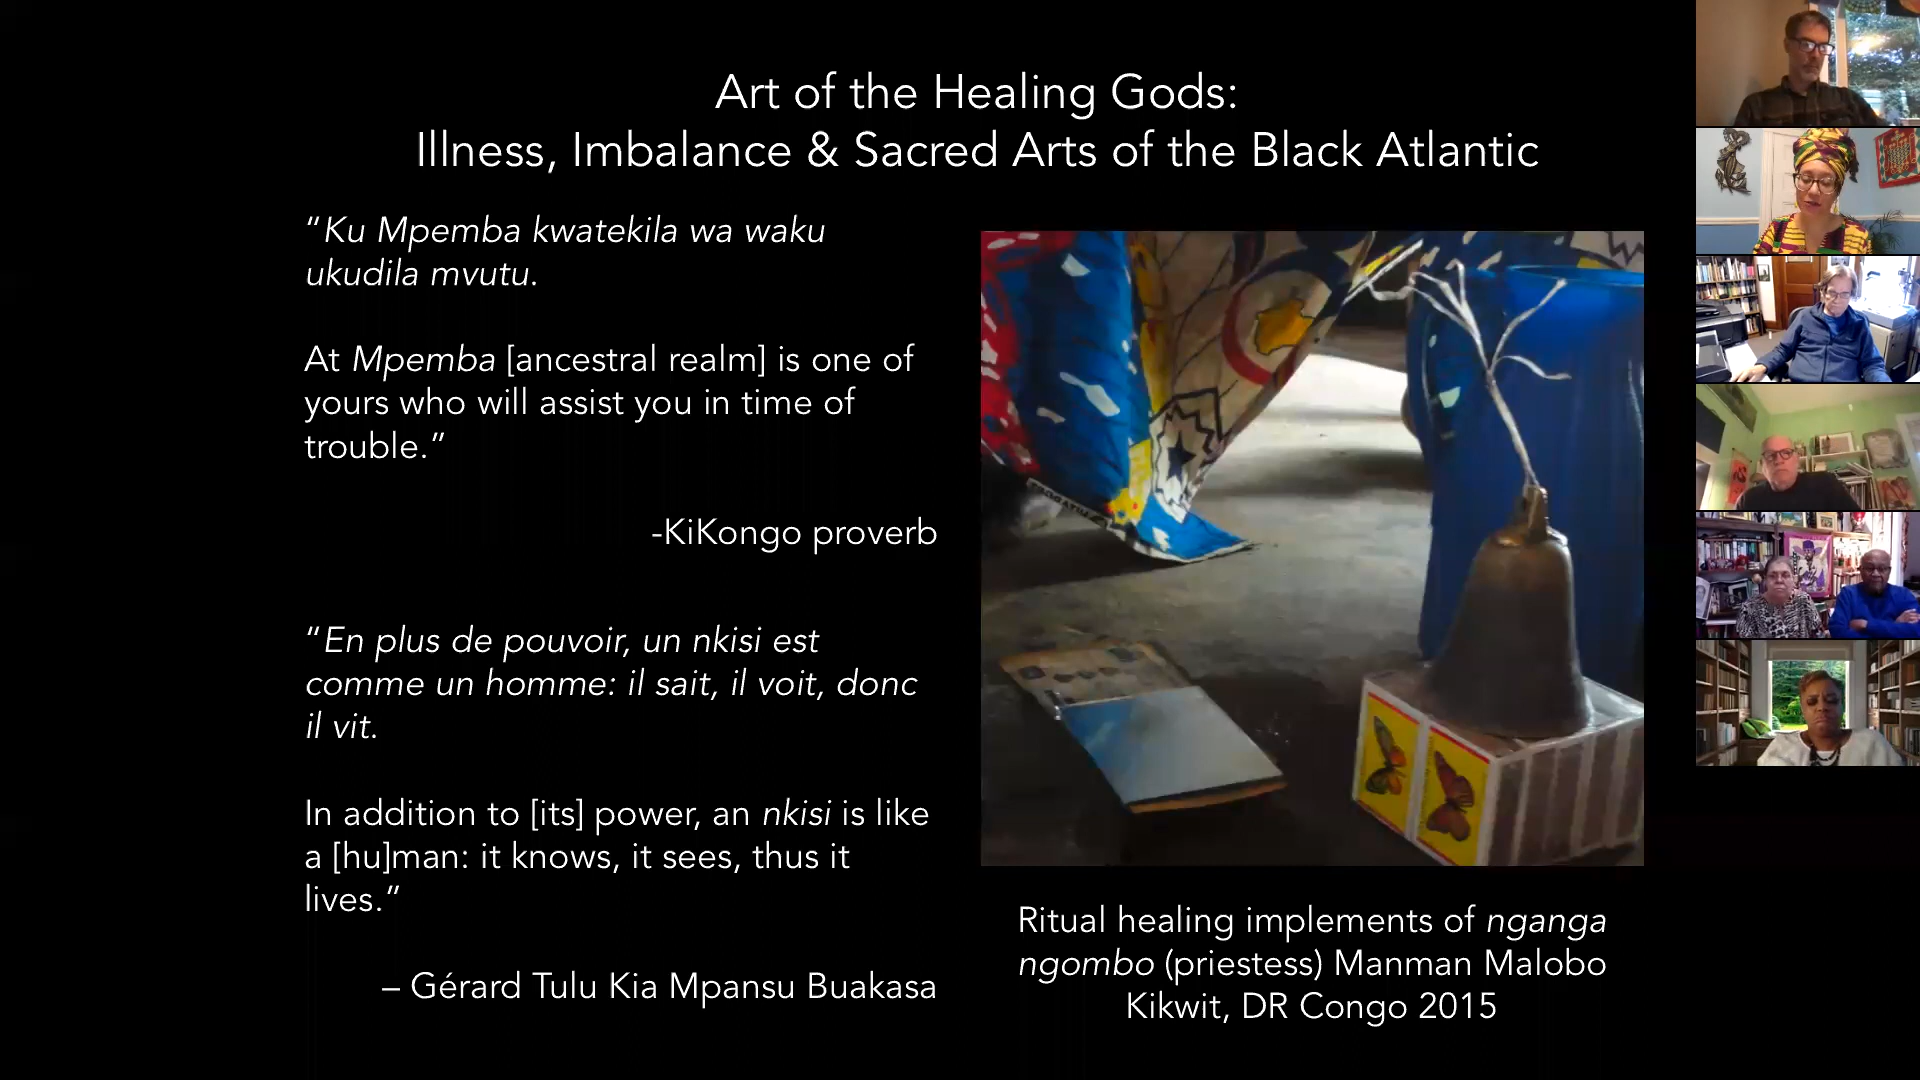 Art of the Healing Gods:
Illness, Imbalance & Sacred Arts of the Black Atlantic
“Ku Mpemba kwatekila wa waku
ukudila mvutu.
At Mpemba [ancestral realm] is one of
yours who will assist you in time of
trouble.”
-KiKongo proverb
“En plus de pouvoir, un nkisi est
comme un homme: il sait, il voit, donc
il vit.
In addition to [its] power, an nkisi is like
a [hu]man: it knows, it sees, thus it
lives.”
– Gérard Tulu Kia Mpansu Buakasa
Ritual healing implements of nganga
ngombo (priestess) Manman Malobo
Kikwit, DR Congo 2015